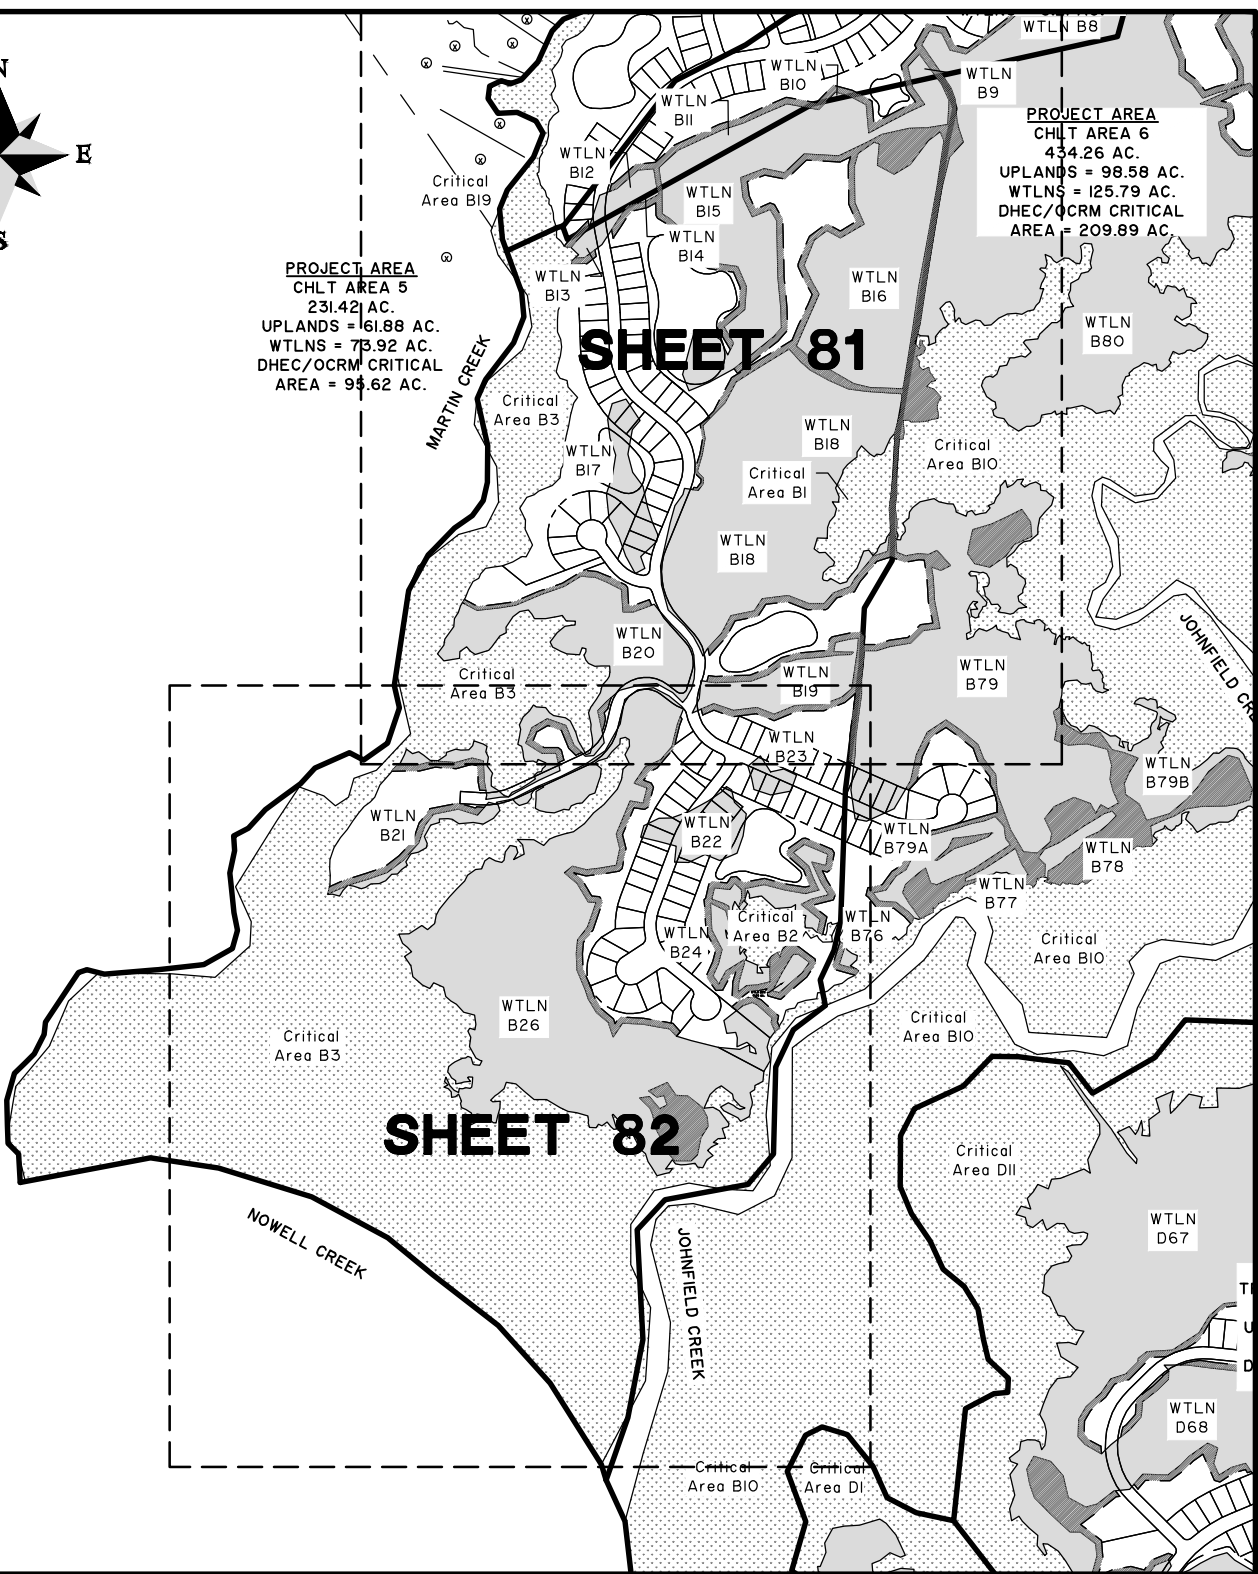 WTLN B8
N
WTLN
B10
WTLN
B9
WTLN
B11
PROJECT AREA
CHLT AREA 6
434.26 AC.
UPLANDS = 98.58 AC.
WTLNS = 125.79 AC.
DHEC/OCRM CRITICAL
AREA = 209.89 AC.
E
WTLN
B12
Critical
Area B19
WTLN
B15
WTLN
B14
S
PROJECT AREA
CHLT AREA 5
231.42 AC.
UPLANDS = 61.88 AC.
WTLNS = 73.92 AC.
DHEC/OCRM CRITICAL
AREA = 95.62 AC.
WTLN
B13
WTLN
B16
WTLN
B80
SHEET 81
MARTIN CREEK
Critical
Area B3
WTLN
B17
WTLN
B18
Critical
Area B10
Critical
Area B1
WTLN
B18
WTLN
B20
JOHNFIELD CR
Critical
Area B3
WTLN
B19
WTLN
B79
WTLN
B23
WTLN
B79B
WTLN
B21
WTLN
B22
WTLN
B79A
WTLN
B78
WTLN
B77
WTLN
B24
Critical
Area B2
WTLN
B76
Critical
Area B10
WTLN
B26
Critical
Area B10
Critical
Area B3
SHEET 82
Critical
Area D11
NOWELL CREEK
JOHNFIELD CREEK
WTLN
D67
T
U
D
WTLN
D68
Critical
Area B10
Critical
Area D1